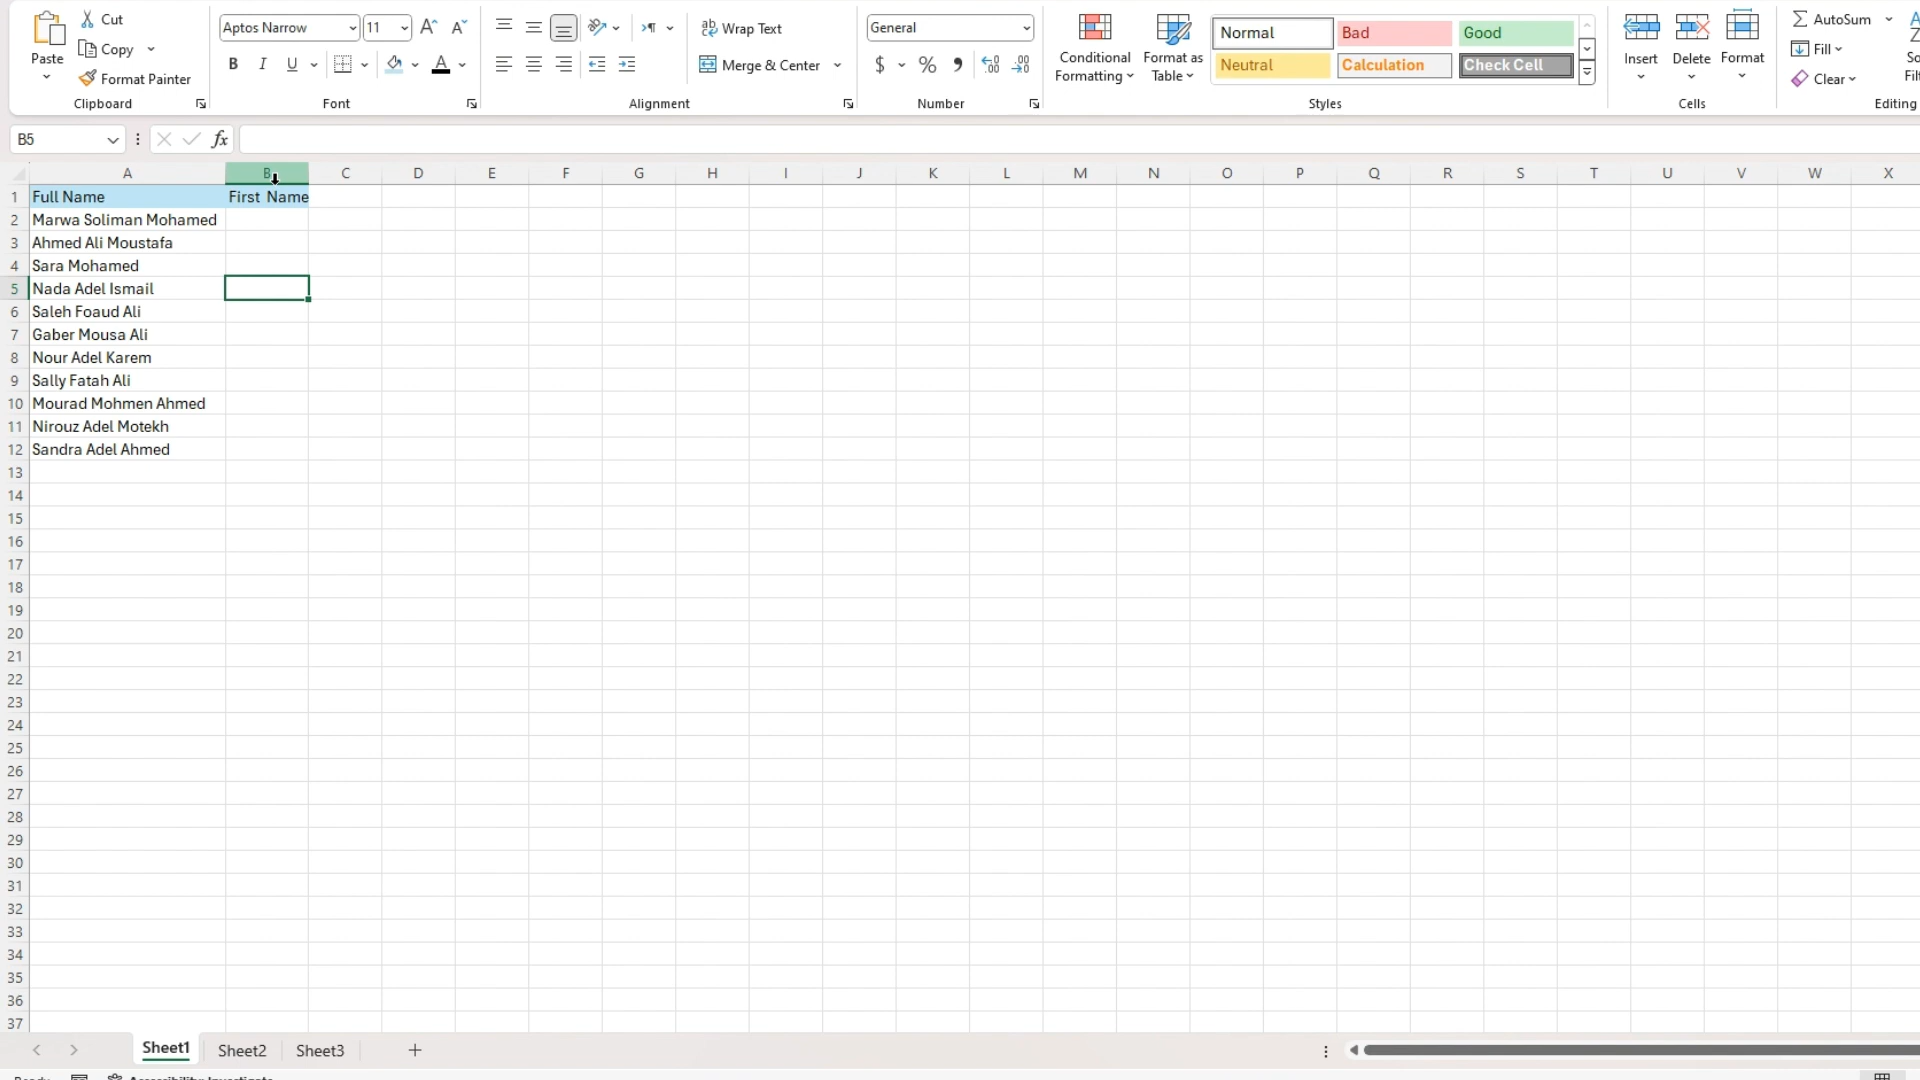 Paste
Cut
Copy
Format Painter
Clipboard
Aptos Narrow 11
B I U
Font
Wrap Text
Merge & Center
Alignment
General
$ % 9
Number
Conditional Formatting
Format as Table
Normal Bad Good
Neutral Calculation Check Cell
Styles
Insert Delete Format
Cells
AutoSum
Fill
Clear
Editing
B5 fx
A B C D E F G H I J K L M N O P Q R S T U V W X
1 Full Name First Name
2 Marwa Soliman Mohamed
3 Ahmed Ali Moustafa
4 Sara Mohamed
5 Nada Adel Ismail
6 Saleh Foaud Ali
7 Gaber Mousa Ali
8 Nour Adel Karem
9 Sally Fatah Ali
10 Mourad Mohmen Ahmed
11 Nirouz Adel Motekh
12 Sandra Adel Ahmed
13
14
15
16
17
18
19
20
21
22
23
24
25
26
27
28
29
30
31
32
33
34
35
36
37
Sheet1 Sheet2 Sheet3 +
Ready Accessibility: Investigate